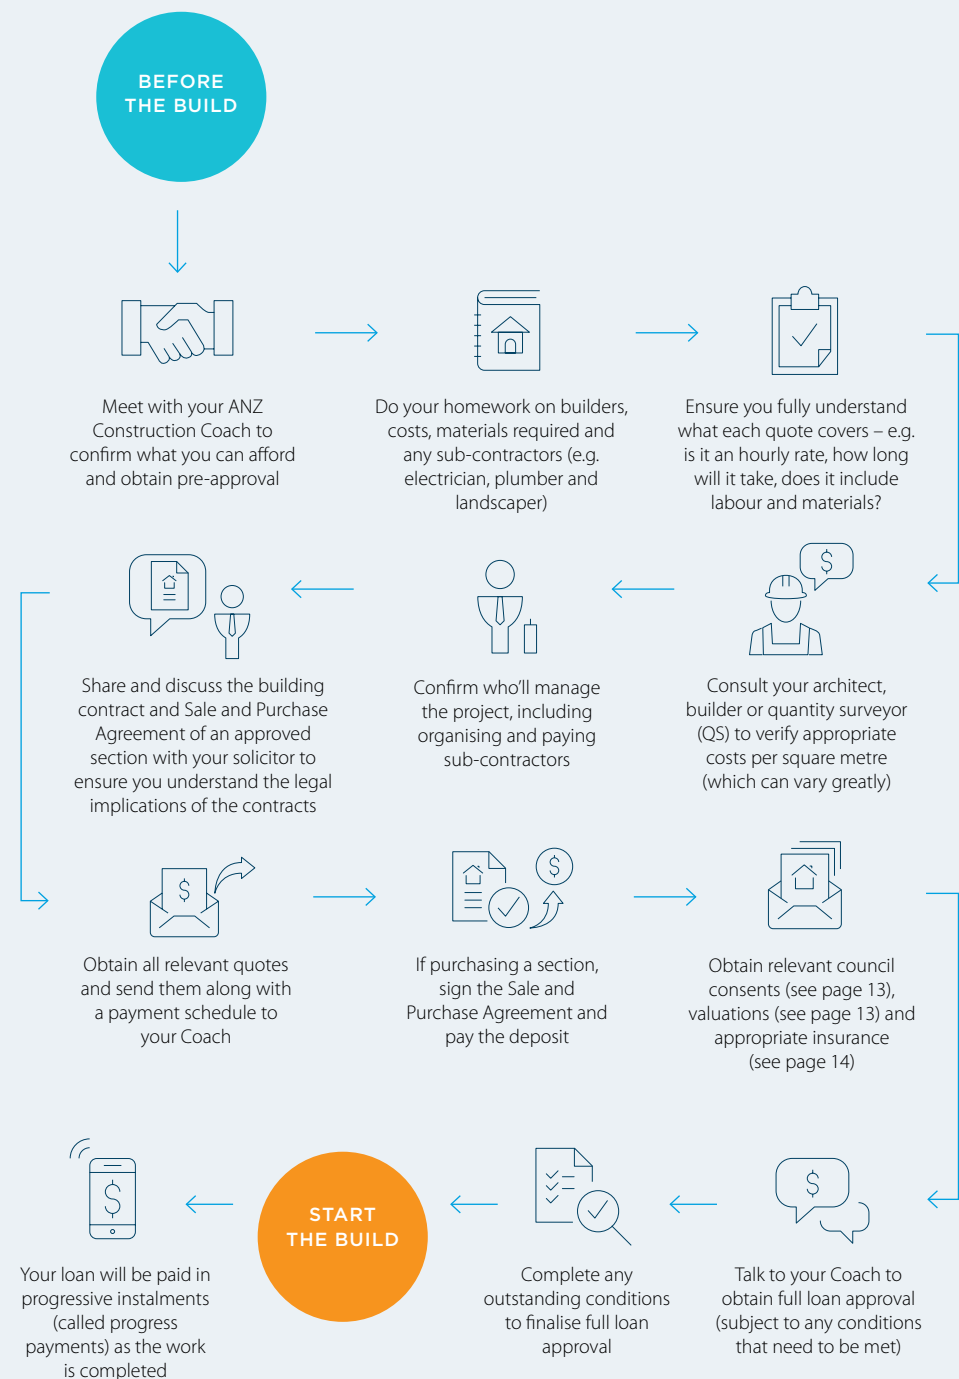 BEFORE
THE BUILD
Meet with your ANZ
Construction Coach to
confirm what you can afford
and obtain pre-approval
Do your homework on builders,
costs, materials required and
any sub-contractors (e.g.
electrician, plumber and
landscaper)
Ensure you fully understand
what each quote covers – e.g.
is it an hourly rate, how long
will it take, does it include
labour and materials?
$
Consult your architect,
builder or quantity surveyor
(QS) to verify appropriate
costs per square metre
(which can vary greatly)
Confirm who'll manage
the project, including
organising and paying
sub-contractors
Share and discuss the building
contract and Sale and Purchase
Agreement of an approved
section with your solicitor to
ensure you understand the legal
implications of the contracts
$
Obtain all relevant quotes
and send them along with
a payment schedule to
your Coach
$
If purchasing a section,
sign the Sale and
Purchase Agreement and
pay the deposit
Obtain relevant council
consents (see page 13),
valuations (see page 13) and
appropriate insurance
(see page 14)
$
Talk to your Coach to
obtain full loan approval
(subject to any conditions
that need to be met)
Complete any
outstanding conditions
to finalise full loan
approval
START
THE BUILD
$
Your loan will be paid in
progressive instalments
(called progress
payments) as the work
is completed